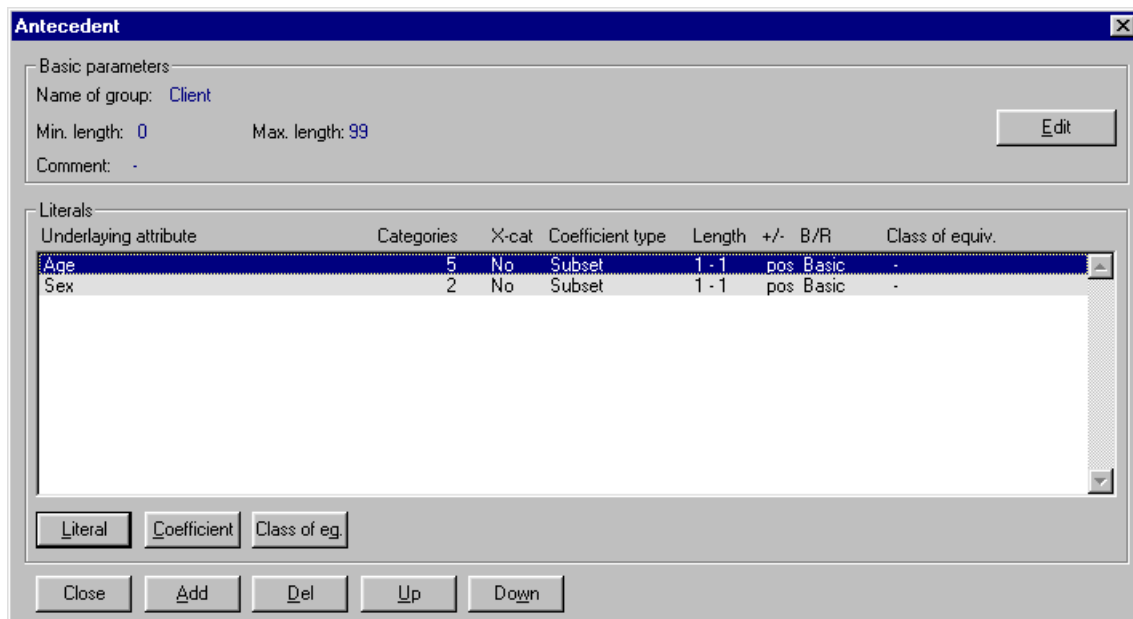 Antecedent
Basic parameters
Name of group: Client
Min. length: 0 Max. length: 99
Edit
Comment: -
Literals
Underlaying attribute Categories X-cat Coefficient type Length +/- B/R Class of equiv.
Age 5 No Subset 1 - 1 pos Basic -
Sex 2 No Subset 1 - 1 pos Basic -
Literal Coefficient Class of eg.
Close Add Del Up Down